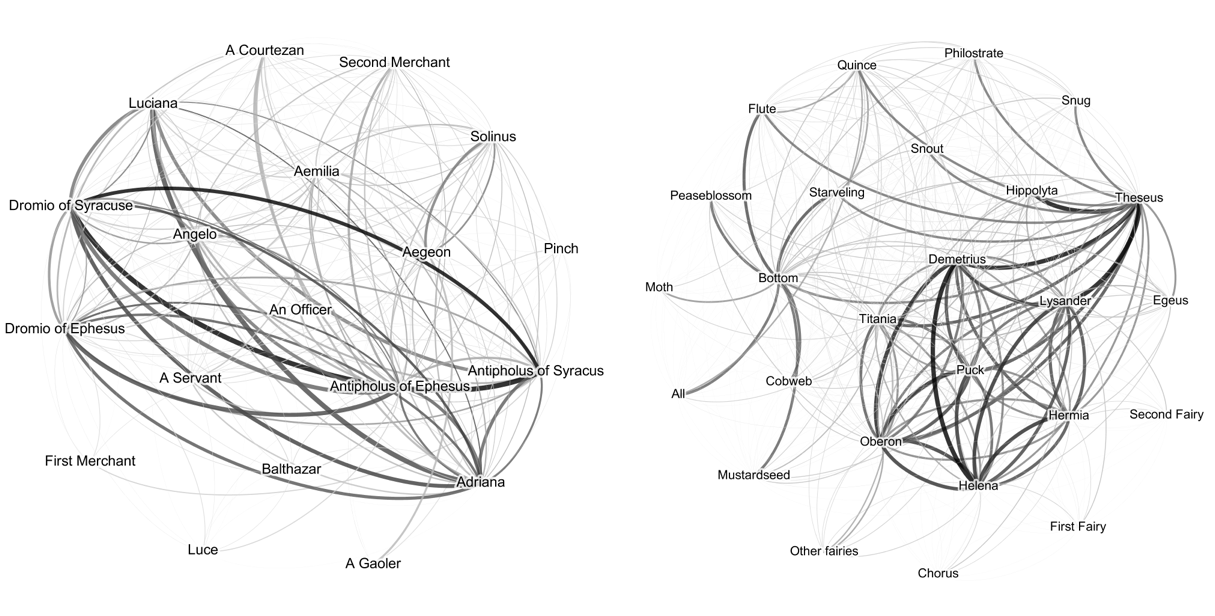 A Courtezan
Second Merchant
Luciana
Solinus
Aemilia
Dromio of Syracuse
Angelo
Aegeon
Pinch
An Officer
Dromio of Ephesus
A Servant
Antipholus of Ephesus
Antipholus of Syracus
First Merchant
Balthazar
Adriana
Luce
A Gaoler
Philostrate
Quince
Snug
Flute
Snout
Peaseblossom
Starveling
Hippolyta
Theseus
Demetrius
Bottom
Moth
Lysander
Egeus
Titania
Puck
Cobweb
All
Hermia
Second Fairy
Oberon
Mustardseed
Helena
First Fairy
Other fairies
Chorus